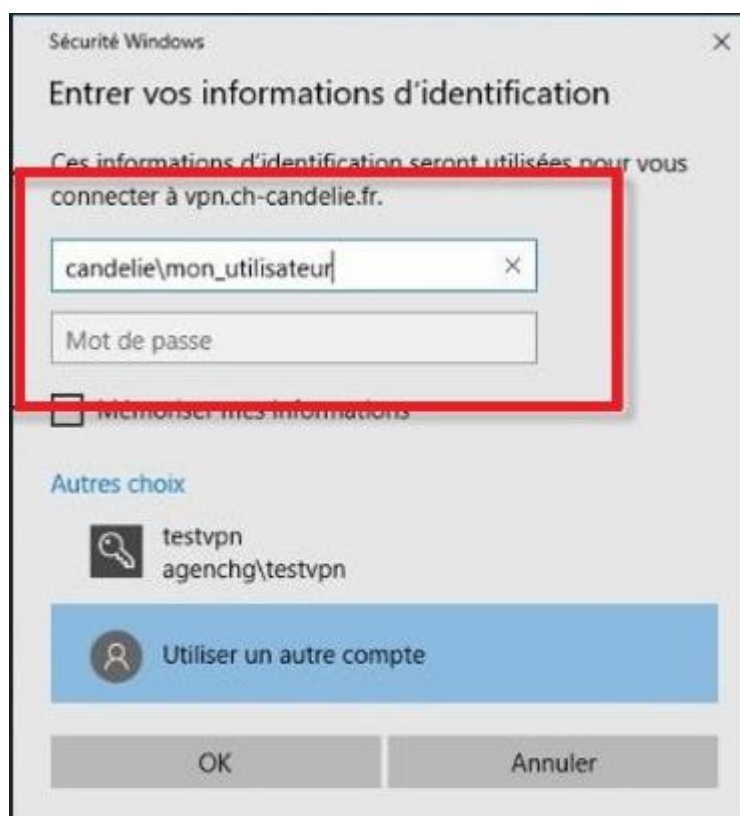 Sécurité Windows
Entrer vos informations d'identification
Ces informations d'identification seront utilisées pour vous
connecter à vpn.ch-candelie.fr.
candelie\mon_utilisateur
Mot de passe
Mémoriser mes informations
Autres choix
testvpn
agenchg\testvpn
Utiliser un autre compte
OK
Annuler